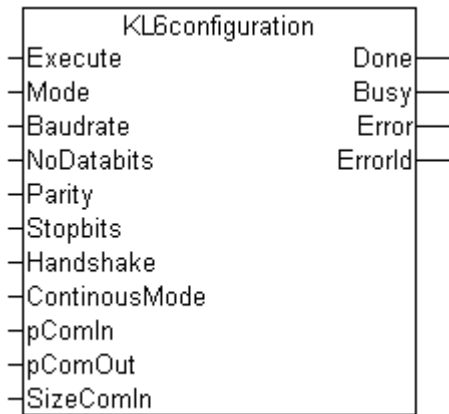 KL6configuration
Execute Done
Mode Busy
Baudrate Error
NoDatabits ErrorId
Parity
Stopbits
Handshake
ContinousMode
pComIn
pComOut
SizeComIn